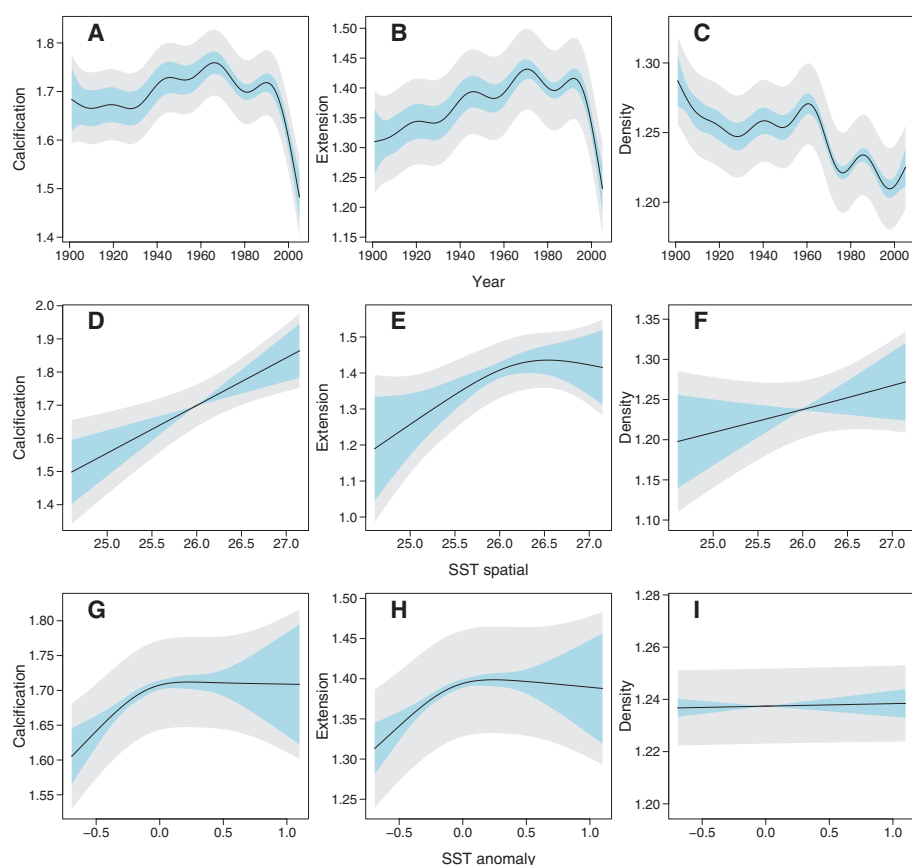 A
B
C
Calcification
1.8
1.7
1.6
1.5
1.4
Extension
1.50
1.45
1.40
1.35
1.30
1.25
1.20
1.15
Density
1.30
1.25
1.20
1900 1920 1940 1960 1980 2000
1900 1920 1940 1960 1980 2000
1900 1920 1940 1960 1980 2000
Year
D
E
F
Calcification
2.0
1.9
1.8
1.7
1.6
1.5
1.4
Extension
1.5
1.4
1.3
1.2
1.1
1.0
Density
1.35
1.30
1.25
1.20
1.15
1.10
25.0 25.5 26.0 26.5 27.0
25.0 25.5 26.0 26.5 27.0
25.0 25.5 26.0 26.5 27.0
SST spatial
G
H
I
Calcification
1.80
1.75
1.70
1.65
1.60
1.55
Extension
1.50
1.45
1.40
1.35
1.30
1.25
Density
1.28
1.26
1.24
1.22
1.20
−0.5 0.0 0.5 1.0
−0.5 0.0 0.5 1.0
−0.5 0.0 0.5 1.0
SST anomaly